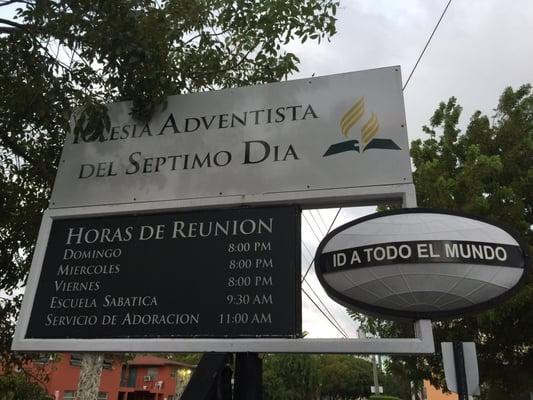 Iglesia Adventista
del Septimo Dia
Horas de Reunion
Domingo 8:00 PM
Miercoles 8:00 PM
Viernes 8:00 PM
Escuela Sabatica 9:30 AM
Servicio de Adoracion 11:00 AM
ID A TODO EL MUNDO